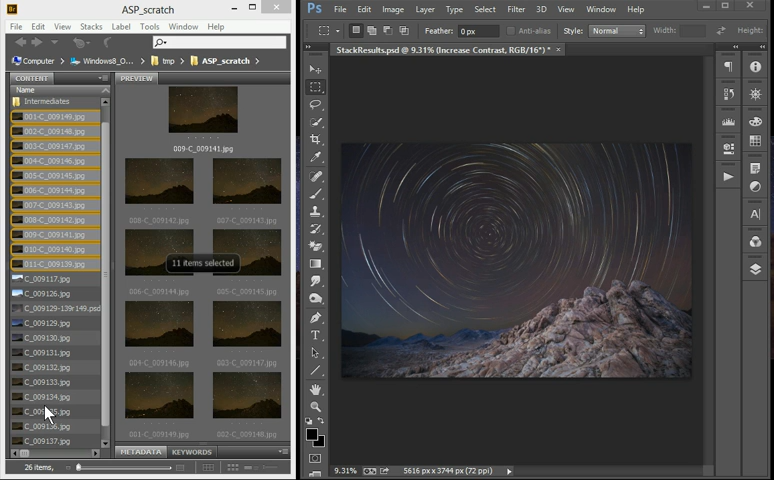 Br ASP_scratch
File Edit View Stacks Label Tools Window Help
Computer Windows8_O... tmp ASP_scratch
CONTENT
Name
Intermediates
001-C_009149.jpg
002-C_009148.jpg
003-C_009147.jpg
004-C_009146.jpg
005-C_009145.jpg
006-C_009144.jpg
007-C_009143.jpg
008-C_009142.jpg
009-C_009141.jpg
010-C_009140.jpg
011-C_009139.jpg
C_009117.jpg
C_009126.jpg
C_009129-139r149.psd
C_009129.jpg
C_009130.jpg
C_009131.jpg
C_009132.jpg
C_009133.jpg
C_009134.jpg
C_009136.jpg
C_009137.jpg
26 items,
PREVIEW
009-C_009141.jpg
008-C_009142.jpg 007-C_009143.jpg
11 items selected
006-C_009144.jpg 005-C_009145.jpg
004-C_009146.jpg 003-C_009147.jpg
001-C_009149.jpg 002-C_009148.jpg
METADATA KEYWORDS
Ps File Edit Image Layer Type Select Filter 3D View Window Help
Feather: 0 px Anti-alias Style: Normal Width: Height:
StackResults.psd @ 9.31% (Increase Contrast, RGB/16*) * ×
9.31% 5616 px x 3744 px (72 ppi)